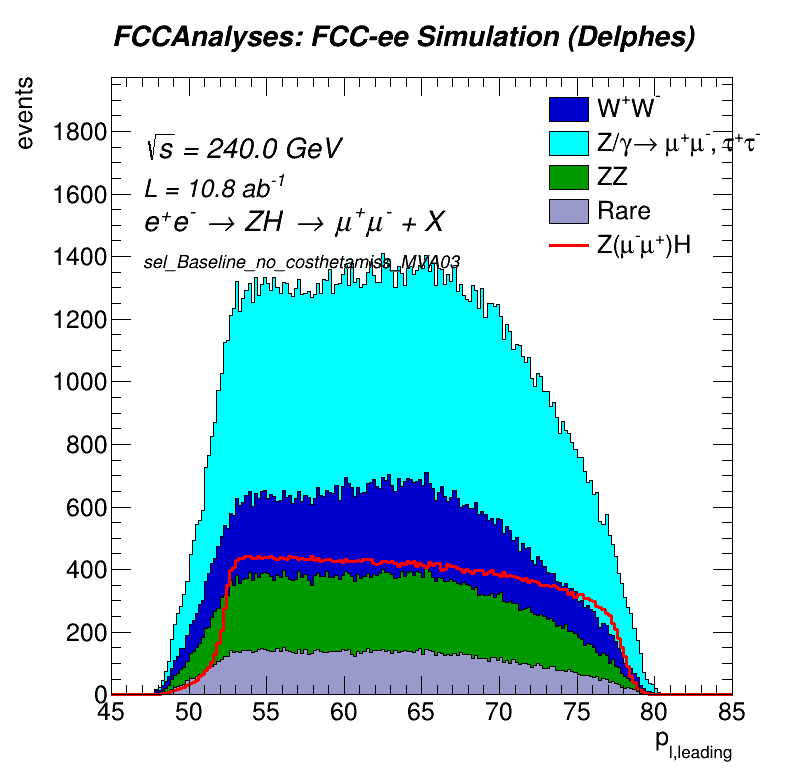 FCCAnalyses: FCC-ee Simulation (Delphes)
events
√s = 240.0 GeV
L = 10.8 ab⁻¹
e⁺e⁻ → ZH → μ⁺μ⁻ + X
sel_Baseline_no_costhetamiss_MVA03
W⁺W⁻
Z/γ→ μ⁺μ⁻, τ⁺τ⁻
ZZ
Rare
Z(μ⁻μ⁺)H
1800
1600
1400
1200
1000
800
600
400
200
0
45 50 55 60 65 70 75 80 85
p_l,leading